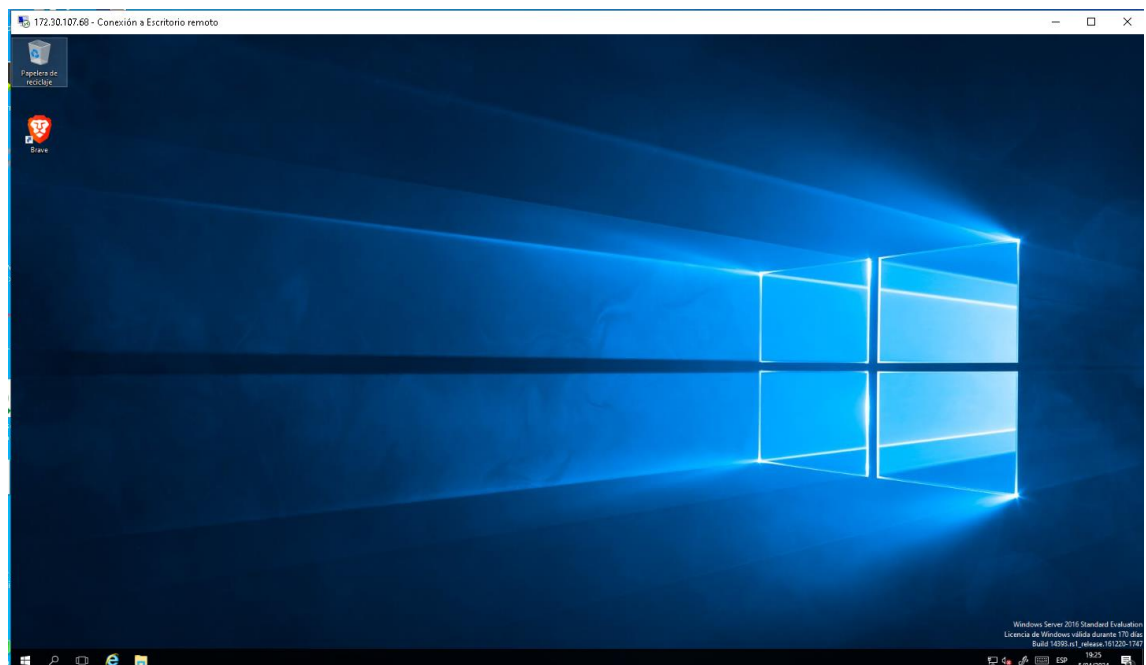 172.30.107.68 - Conexión a Escritorio remoto
Papelera de
reciclaje
Brave
Windows Server 2016 Standard Evaluation
Licencia de Windows válida durante 170 días
Build 14393.rs1_release.161220-1747
ESP
19:25